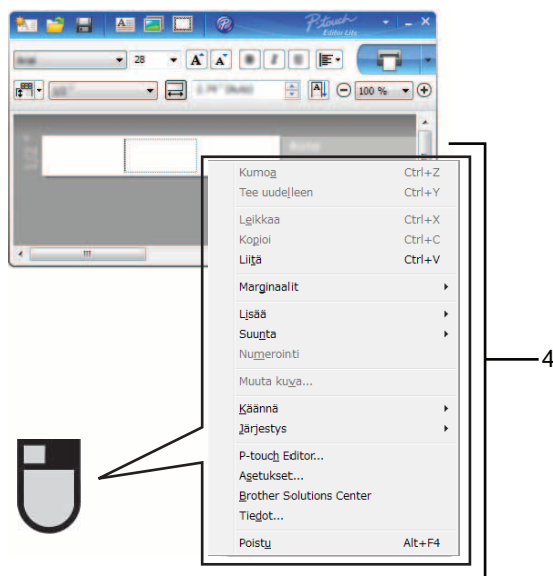 P-touch
Editor Lite
28
A A
100 %
Kumoa Ctrl+Z
Tee uudelleen Ctrl+Y
Leikkaa Ctrl+X
Kopioi Ctrl+C
Liitä Ctrl+V
Marginaalit
Lisää
Suunta
Numerointi
Muuta kuva...
Käännä
Järjestys
P-touch Editor...
Agetukset...
Brother Solutions Center
Tiedot...
Poistu Alt+F4
4